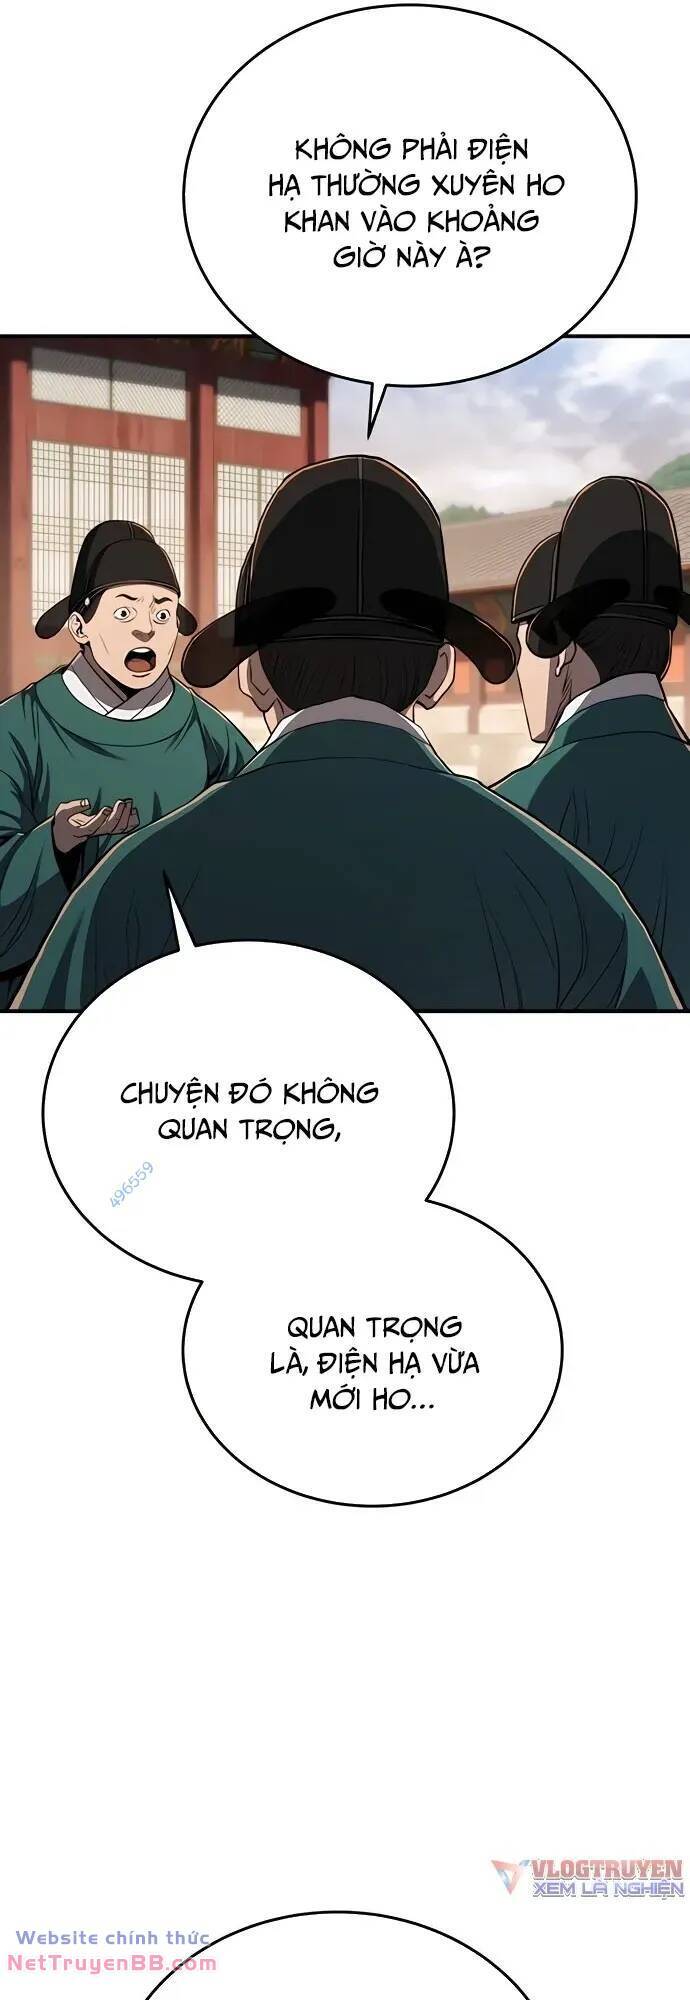 KHÔNG PHẢI ĐIỆN
HẠ THƯỜNG XUYÊN HO
KHAN VÀO KHOẢNG
GIỜ NÀY À?
CHUYỆN ĐÓ KHÔNG
QUAN TRỌNG,
496559
QUAN TRỌNG
LÀ, ĐIỆN HẠ VỪA
MỚI HO...
VLOGTRUYEN
XEM LÀ NGHIỆN
Website chính thức
NetTruyenBB.com